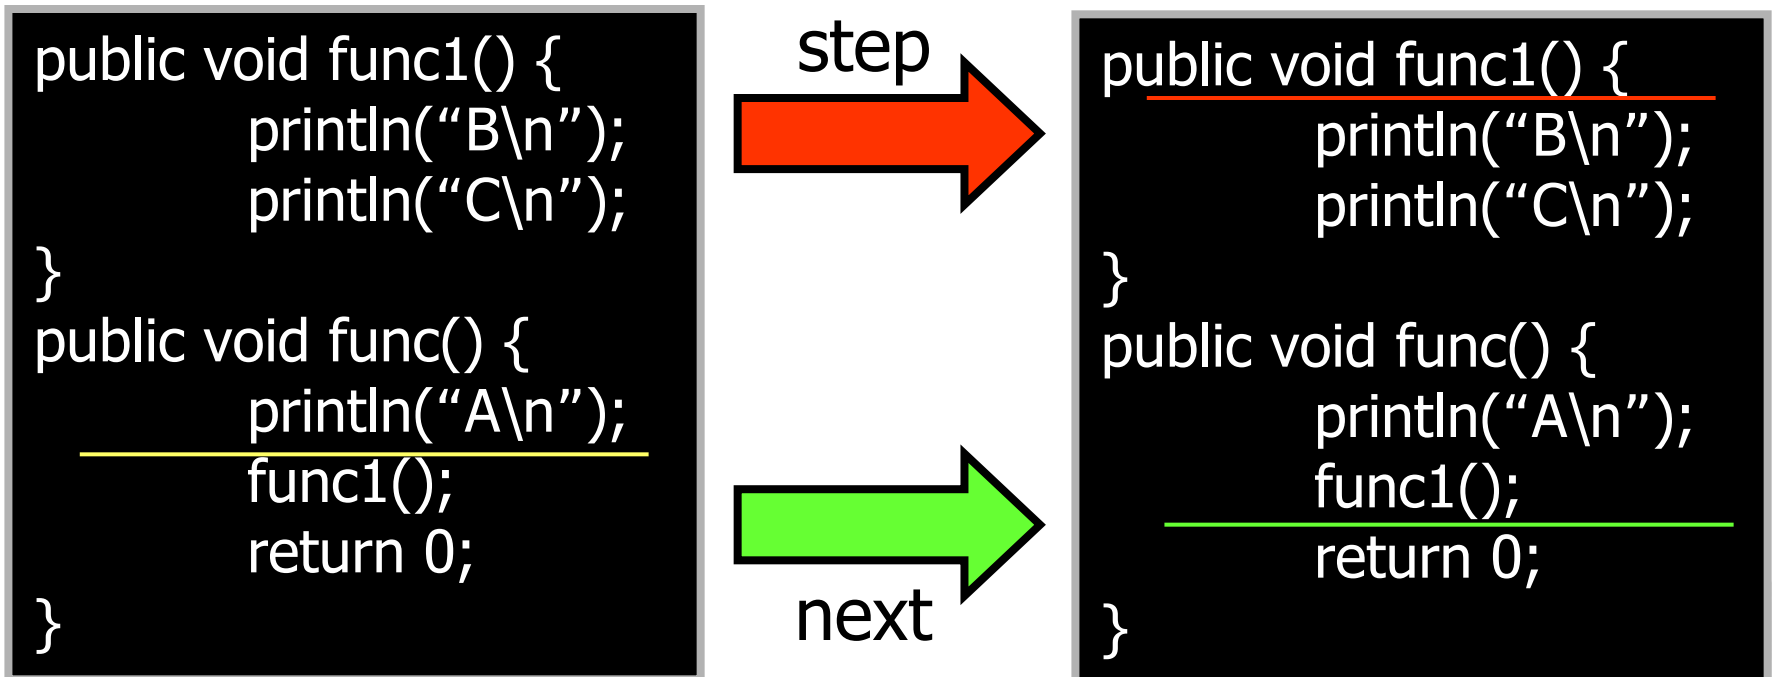 public void func1() {
println(“B\n”);
println(“C\n”);
}
public void func() {
println(“A\n”);
func1();
return 0;
}
step
next
public void func1() {
println(“B\n”);
println(“C\n”);
}
public void func() {
println(“A\n”);
func1();
return 0;
}